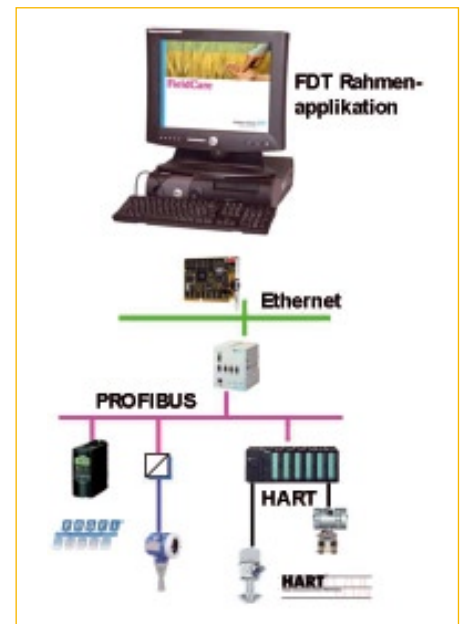 FieldCare
FDT Rahmen-
applikation
Ethernet
PROFIBUS
HART
HART